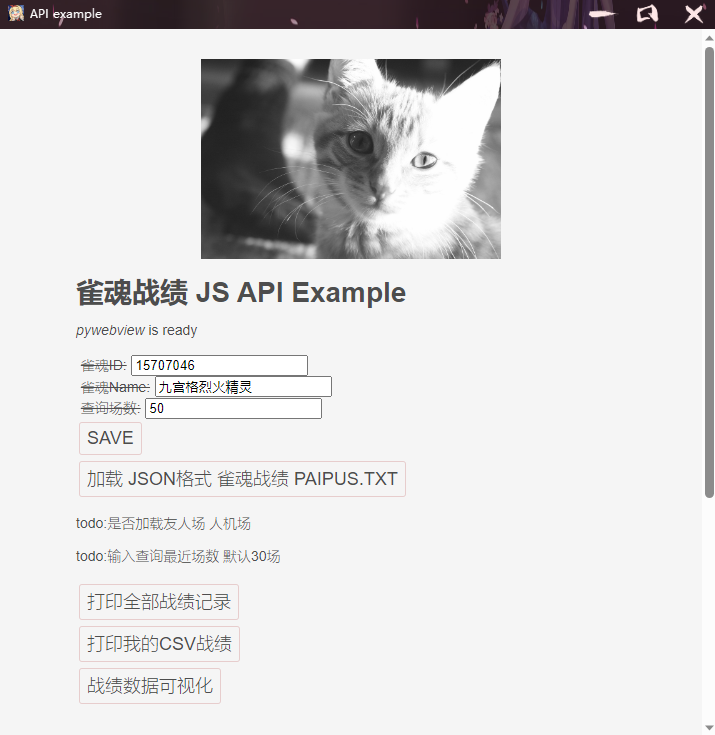 API example
雀魂战绩 JS API Example
pywebview is ready
雀魂ID: 15707046
雀魂Name: 九宫格烈火精灵
查询场数: 50
SAVE
加载 JSON格式 雀魂战绩 PAIPUS.TXT
todo:是否加载友人场 人机场
todo:输入查询最近场数 默认30场
打印全部战绩记录
打印我的CSV战绩
战绩数据可视化